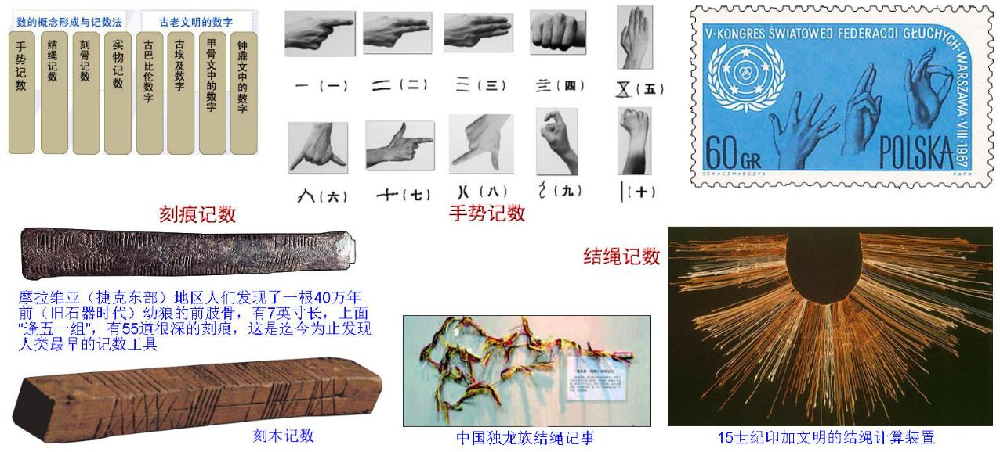 数的概念形成与记数法
古老文明的数字
手势记数
结绳记数
刻骨记数
实物记数
古巴比伦数字
古埃及数字
甲骨文中的数字
钟鼎文中的数字
一（一）
二（二）
三（三）
（四）
（五）
（六）
十（七）
（八）
（九）
（十）
手势记数
V·KONGRES ŚWIATOWEJ FEDERACJI GŁUCHYCH·WARSZAWA·VIII·1967
60 GR
POLSKA
CZ.KACZMARCZYK
PWPW
刻痕记数
摩拉维亚（捷克东部）地区人们发现了一根40万年
前（旧石器时代）幼狼的前肢骨，有7英寸长，上面
“逢五一组”，有55道很深的刻痕，这是迄今为止发现
人类最早的记数工具
刻木记数
结绳记数
中国独龙族结绳记事
15世纪印加文明的结绳计算装置